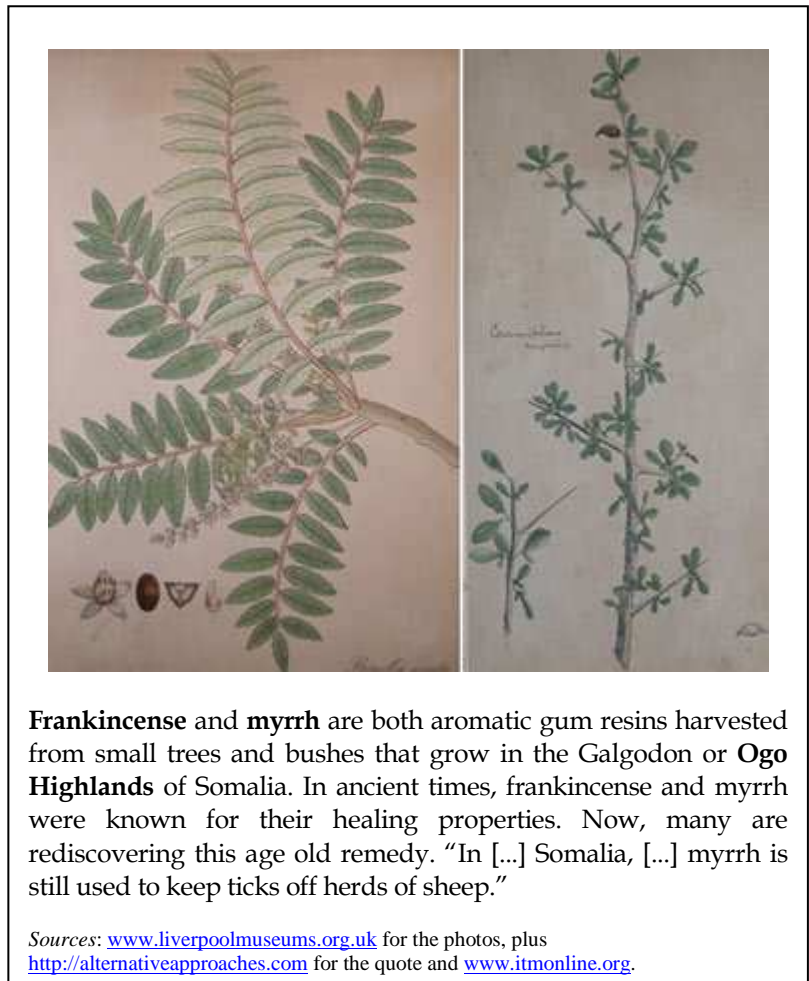 Frankincense and myrrh are both aromatic gum resins harvested
from small trees and bushes that grow in the Galgodon or Ogo
Highlands of Somalia. In ancient times, frankincense and myrrh
were known for their healing properties. Now, many are
rediscovering this age old remedy. “In [...] Somalia, [...] myrrh is
still used to keep ticks off herds of sheep.”
Sources: www.liverpoolmuseums.org.uk for the photos, plus
http://alternativeapproaches.com for the quote and www.itmonline.org.